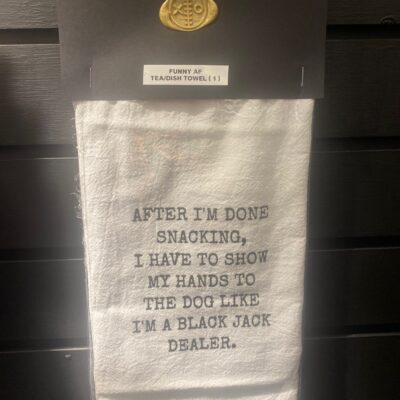 FUNNY AF
TEA/DISH TOWEL ( 1 )
AFTER I'M DONE
SNACKING,
I HAVE TO SHOW
MY HANDS TO
THE DOG LIKE
I'M A BLACK JACK
DEALER.